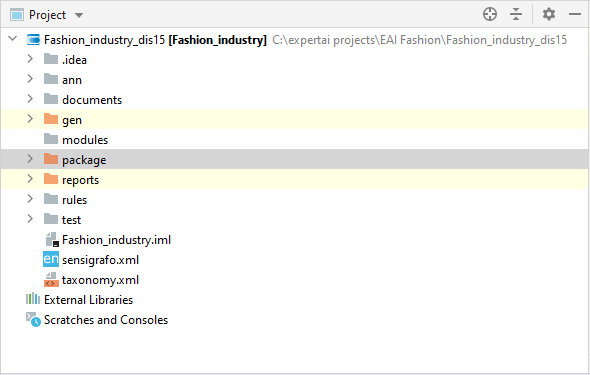 Project
Fashion_industry_dis15 [Fashion_industry] C:\expertai projects\EAI Fashion\Fashion_industry_dis15
.idea
ann
documents
gen
modules
package
reports
rules
test
Fashion_industry.iml
en sensigrafo.xml
taxonomy.xml
External Libraries
Scratches and Consoles